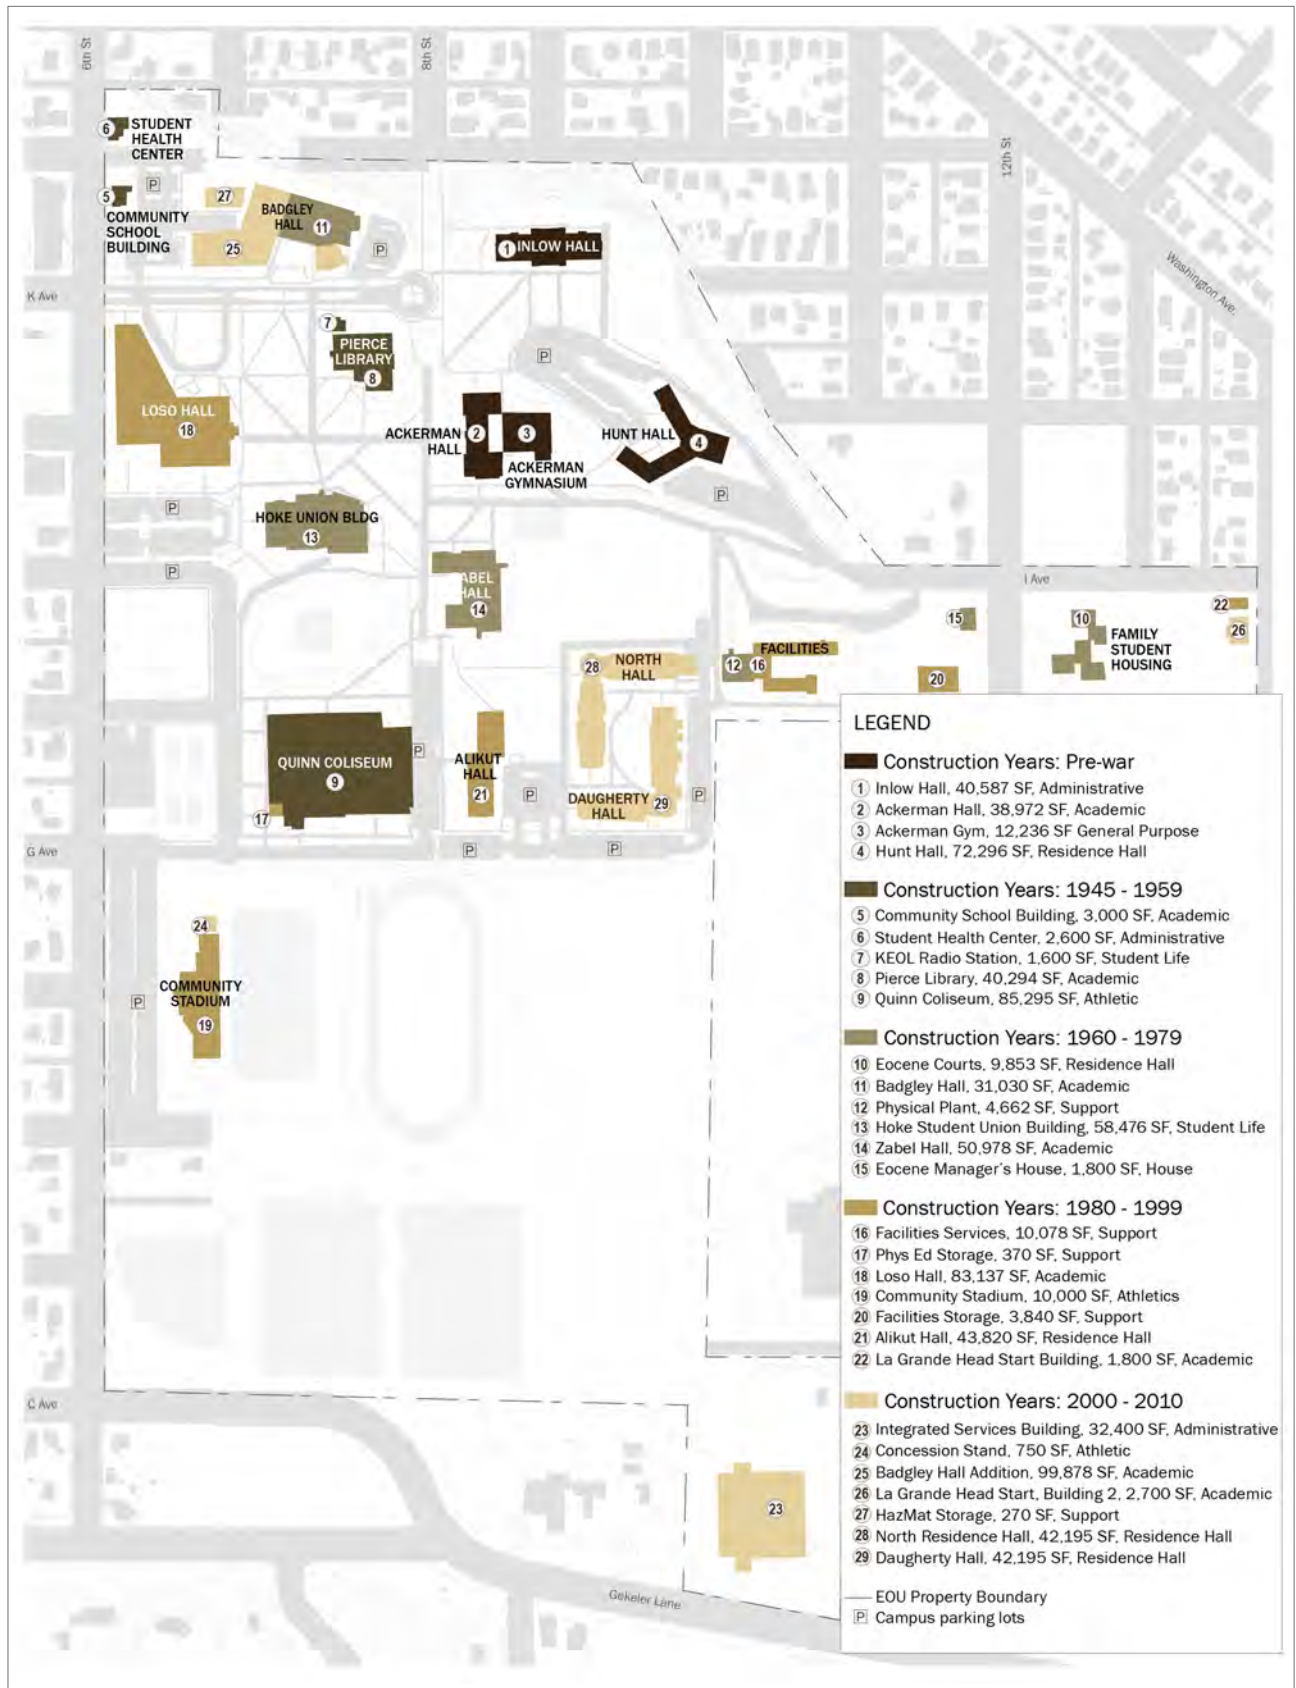 6th St
8th St
12th St
Washington Ave.
K Ave
I Ave
G Ave
C Ave
Gekeler Lane
6
STUDENT
HEALTH
CENTER
P
5
COMMUNITY
SCHOOL
BUILDING
27
BADGLEY
HALL
11
25
P
1 INLOW HALL
7
PIERCE
LIBRARY
8
P
LOSO HALL
18
ACKERMAN
HALL
2
3
ACKERMAN
GYMNASIUM
HUNT HALL
4
P
P
HOKE UNION BLDG
13
P
ABEL
HALL
14
15
10
FAMILY
STUDENT
HOUSING
22
26
28
NORTH
HALL
12
16
FACILITIES
20
QUINN COLISEUM
9
17
P
ALIKUT
HALL
21
P
DAUGHERTY
HALL
29
P
P
P
24
COMMUNITY
STADIUM
19
P
23
LEGEND
Construction Years: Pre-war
1 Inlow Hall, 40,587 SF, Administrative
2 Ackerman Hall, 38,972 SF, Academic
3 Ackerman Gym, 12,236 SF General Purpose
4 Hunt Hall, 72,296 SF, Residence Hall
Construction Years: 1945 - 1959
5 Community School Building, 3,000 SF, Academic
6 Student Health Center, 2,600 SF, Administrative
7 KEOL Radio Station, 1,600 SF, Student Life
8 Pierce Library, 40,294 SF, Academic
9 Quinn Coliseum, 85,295 SF, Athletic
Construction Years: 1960 - 1979
10 Eocene Courts, 9,853 SF, Residence Hall
11 Badgley Hall, 31,030 SF, Academic
12 Physical Plant, 4,662 SF, Support
13 Hoke Student Union Building, 58,476 SF, Student Life
14 Zabel Hall, 50,978 SF, Academic
15 Eocene Manager's House, 1,800 SF, House
Construction Years: 1980 - 1999
16 Facilities Services, 10,078 SF, Support
17 Phys Ed Storage, 370 SF, Support
18 Loso Hall, 83,137 SF, Academic
19 Community Stadium, 10,000 SF, Athletics
20 Facilities Storage, 3,840 SF, Support
21 Alikut Hall, 43,820 SF, Residence Hall
22 La Grande Head Start Building, 1,800 SF, Academic
Construction Years: 2000 - 2010
23 Integrated Services Building, 32,400 SF, Administrative
24 Concession Stand, 750 SF, Athletic
25 Badgley Hall Addition, 99,878 SF, Academic
26 La Grande Head Start, Building 2, 2,700 SF, Academic
27 HazMat Storage, 270 SF, Support
28 North Residence Hall, 42,195 SF, Residence Hall
29 Daugherty Hall, 42,195 SF, Residence Hall
EOU Property Boundary
P Campus parking lots